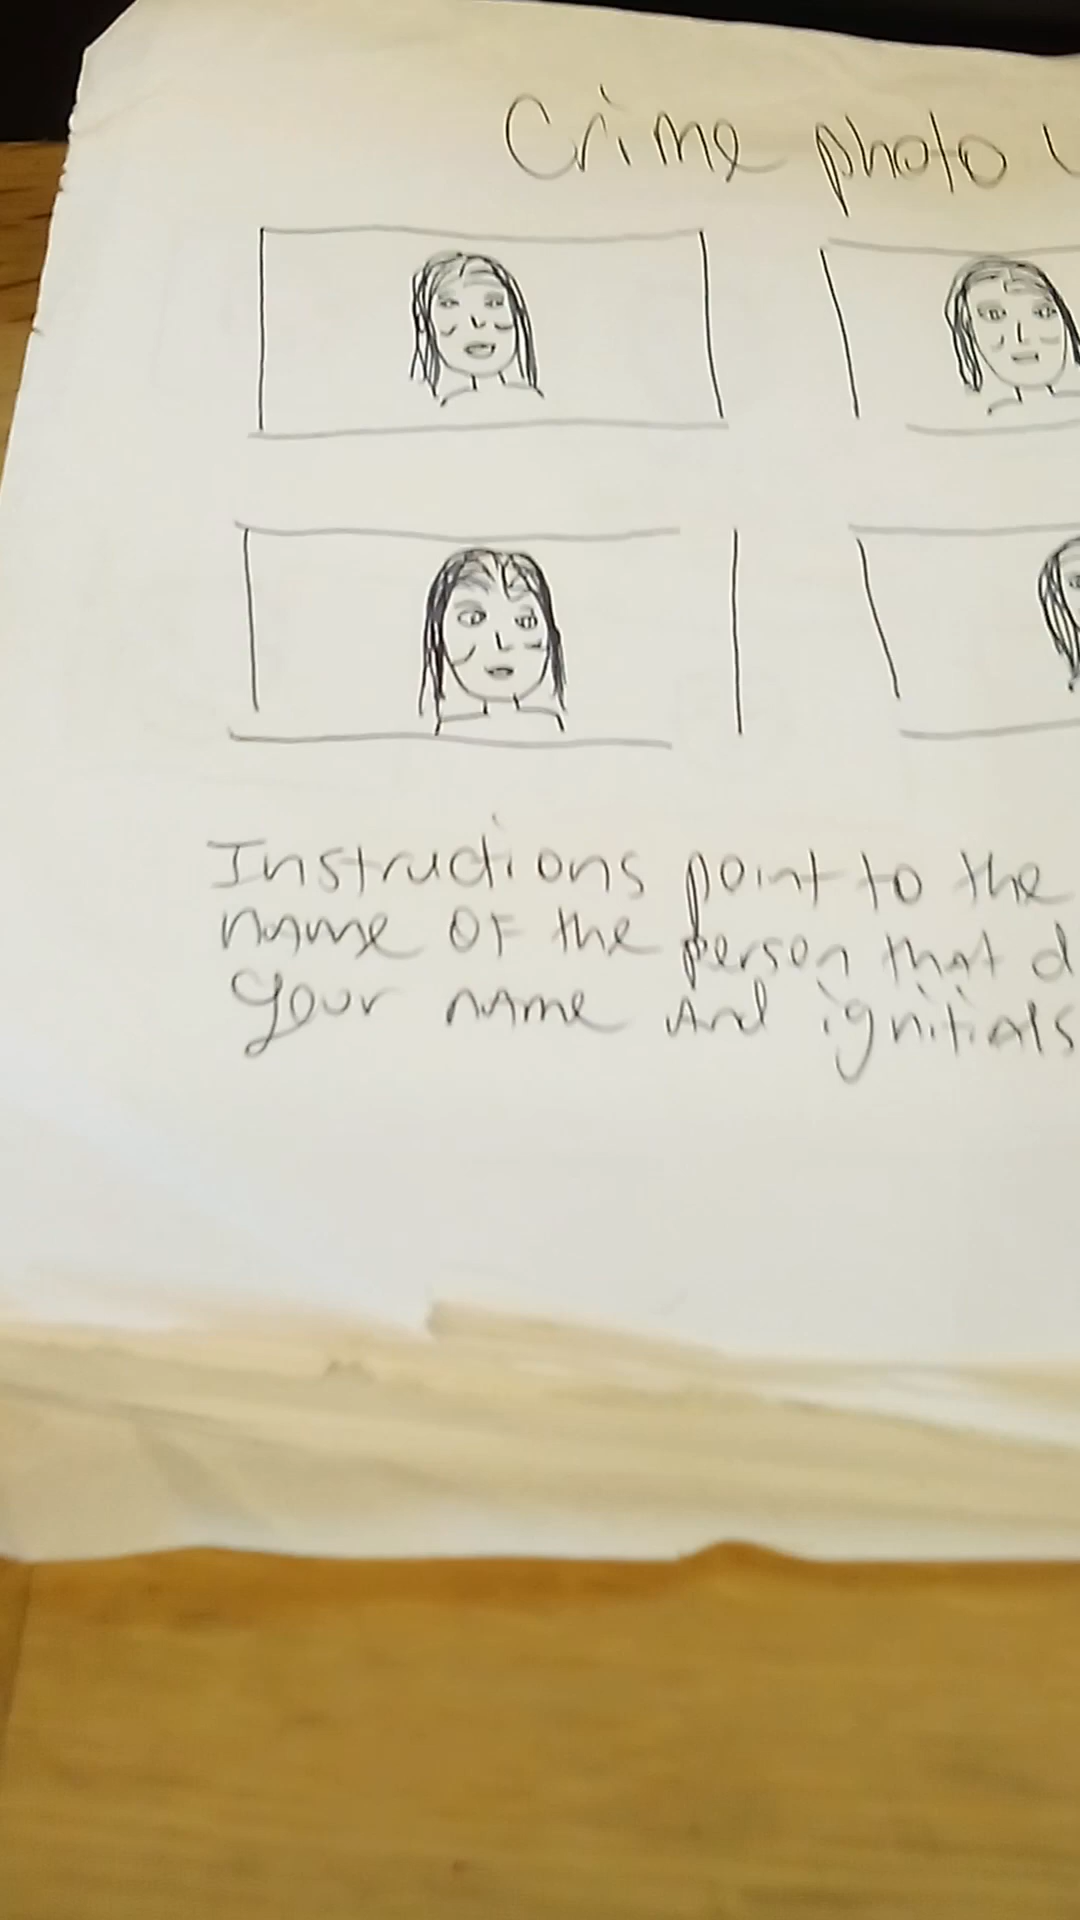 Crime photo
Instructions point to the
name of the person that d
your name and ignitials